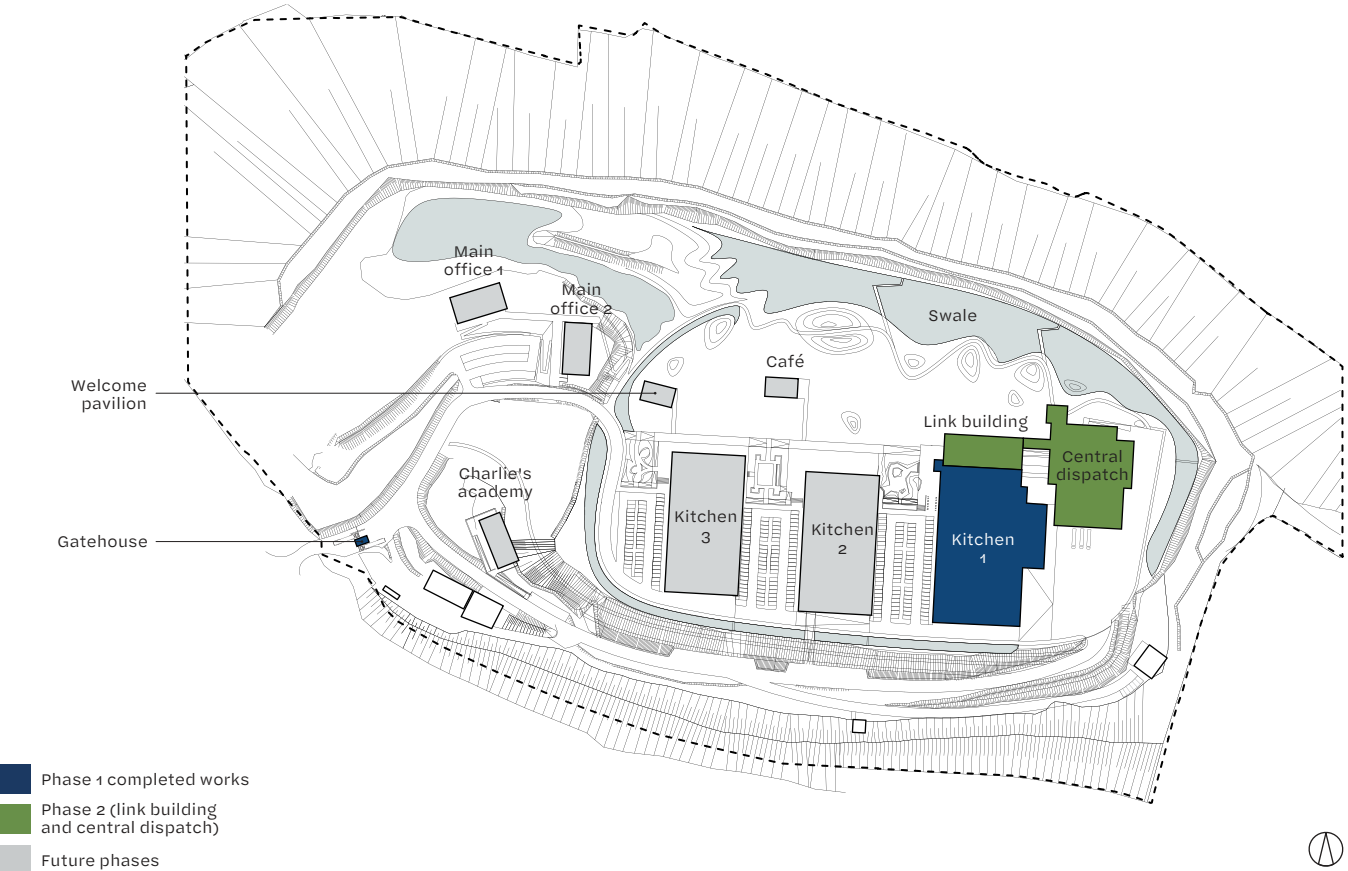 Main
office 1
Main
office 2
Swale
Café
Welcome
pavilion
Link building
Central
dispatch
Charlie's
academy
Kitchen
3
Kitchen
2
Kitchen
1
Gatehouse
Phase 1 completed works
Phase 2 (link building
and central dispatch)
Future phases